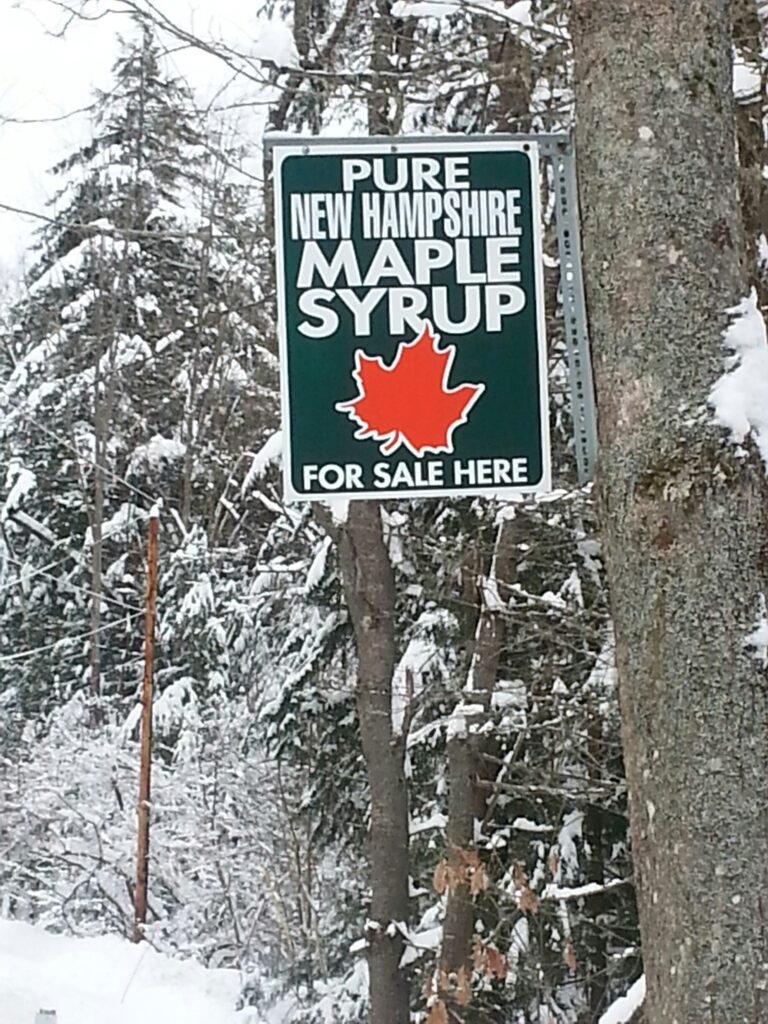 PURE
NEW HAMPSHIRE
MAPLE
SYRUP
FOR SALE HERE